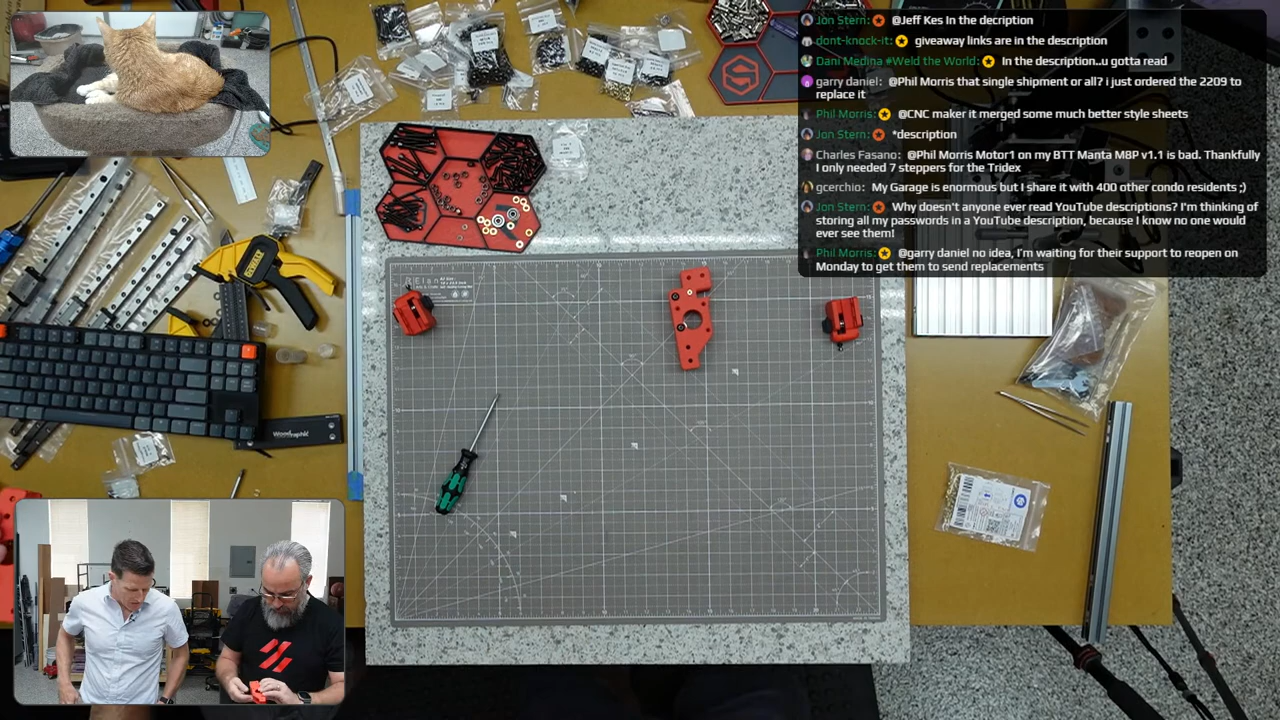 Jon Stern: @Jeff Kes In the decription
dont-knock-it: giveaway links are in the description
Dani Medina #Weld the World: In the description..u gotta read
garry daniel: @Phil Morris that single shipment or all? i just ordered the 2209 to
replace it
Phil Morris: @CNC maker it merged some much better style sheets
Jon Stern: *description
Charles Fasano: @Phil Morris Motor1 on my BTT Manta M8P v1.1 is bad. Thankfully
I only needed 7 steppers for the Tridex
gcerchio: My Garage is enormous but I share it with 400 other condo residents ;)
Jon Stern: Why doesn't anyone ever read YouTube descriptions? I'm thinking of
storing all my passwords in a YouTube description, because I know no one would
ever see them!
Phil Morris: @garry daniel no idea, I'm waiting for their support to reopen on
Monday to get them to send replacements
DEWALT
RElan